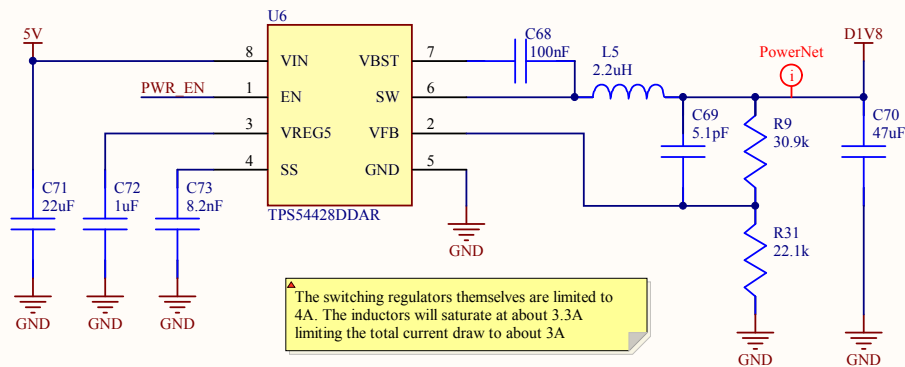 U6
5V
8 VIN VBST 7
C68
100nF
L5
2.2uH
PowerNet
i
D1V8
PWR_EN
1 EN SW 6
3 VREG5 VFB 2
4 SS GND 5
TPS54428DDAR
C69
5.1pF
R9
30.9k
C70
47uF
C71
22uF
C72
1uF
C73
8.2nF
GND
R31
22.1k
The switching regulators themselves are limited to
4A. The inductors will saturate at about 3.3A
limiting the total current draw to about 3A
GND
GND
GND
GND
GND